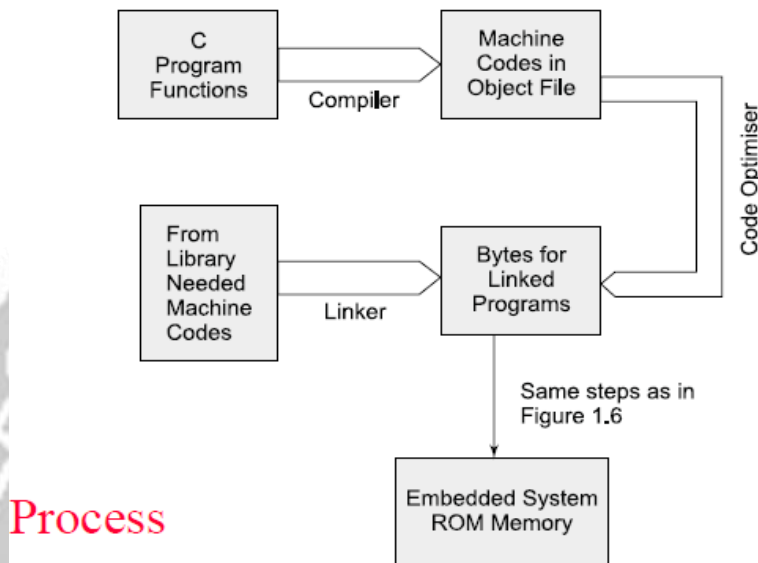 C
Program
Functions
Compiler
Machine
Codes in
Object File
Code Optimiser
From
Library
Needed
Machine
Codes
Linker
Bytes for
Linked
Programs
Same steps as in
Figure 1.6
Embedded System
ROM Memory
Process